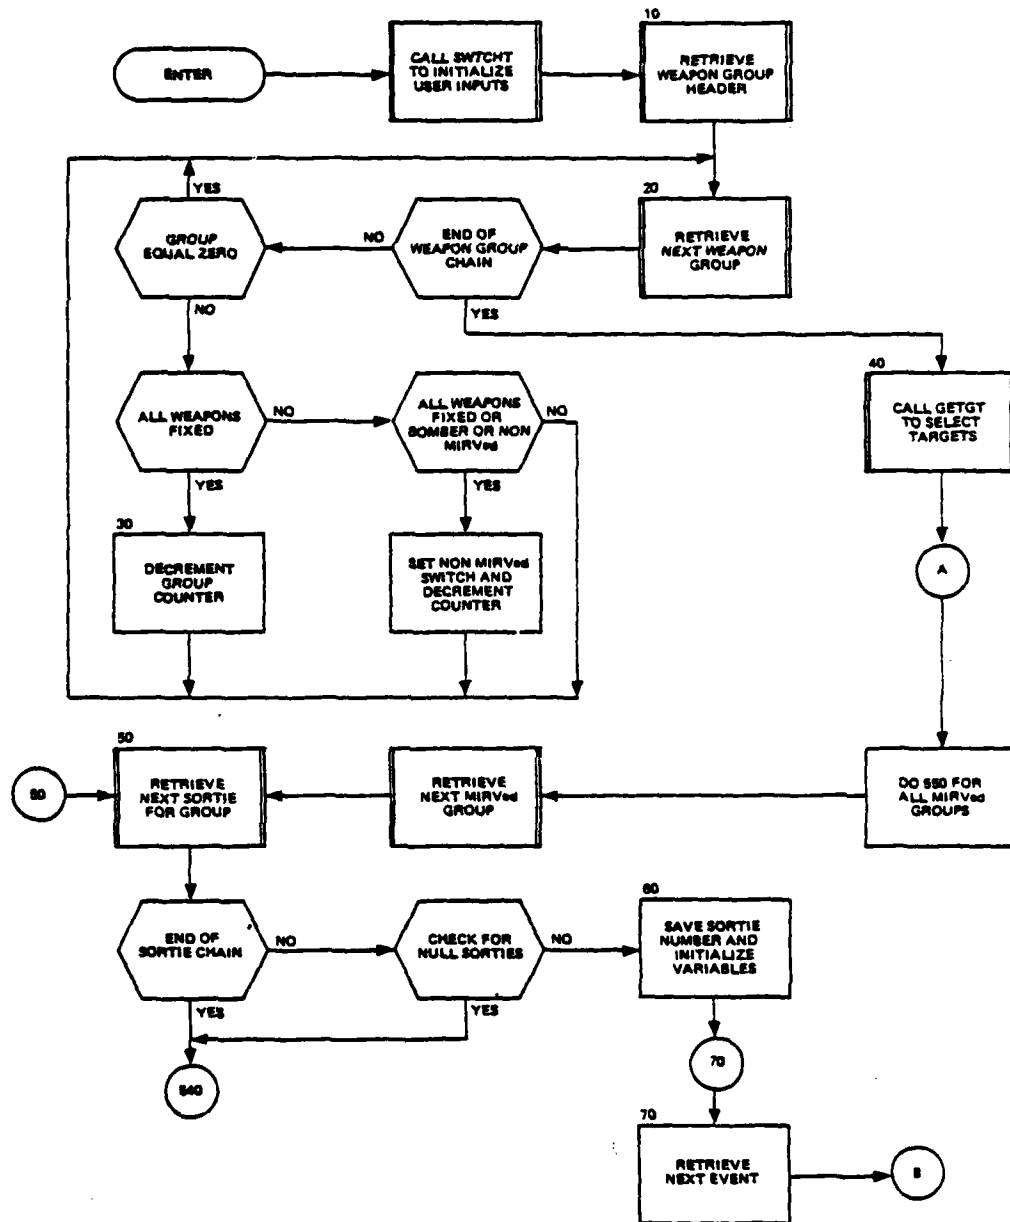 ENTER
CALL SWTCHT
TO INITIALIZE
USER INPUTS
10
RETRIEVE
WEAPON GROUP
HEADER
YES
GROUP
EQUAL ZERO
NO
END OF
WEAPON GROUP
CHAIN
20
RETRIEVE
NEXT WEAPON
GROUP
NO
YES
ALL WEAPONS
FIXED
NO
ALL WEAPONS
FIXED OR
BOMBER OR NON
MIRVed
NO
40
CALL GETGT
TO SELECT
TARGETS
YES
YES
30
DECREMENT
GROUP
COUNTER
SET NON MIRVed
SWITCH AND
DECREMENT
COUNTER
A
50
50
RETRIEVE
NEXT SORTIE
FOR GROUP
RETRIEVE
NEXT MIRVed
GROUP
DO 550 FOR
ALL MIRVed
GROUPS
END OF
SORTIE CHAIN
NO
CHECK FOR
NULL SORTIES
NO
60
SAVE SORTIE
NUMBER AND
INITIALIZE
VARIABLES
YES
YES
540
70
70
RETRIEVE
NEXT EVENT
B